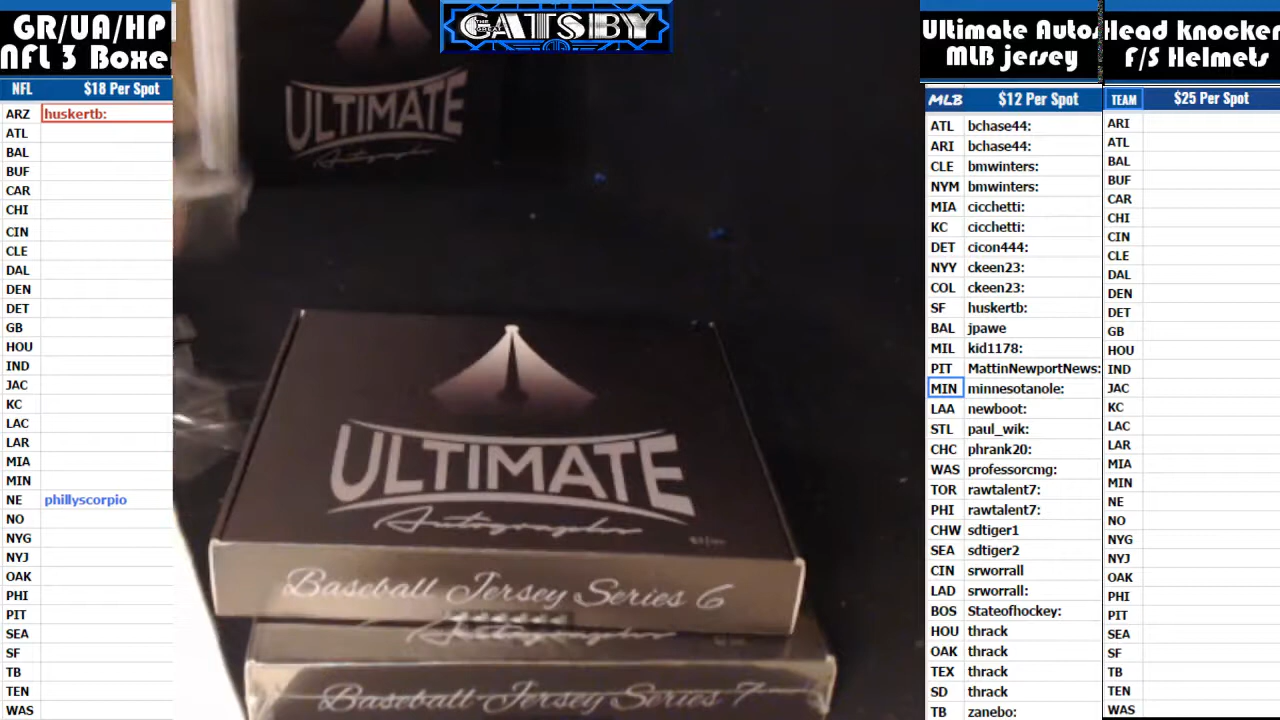 GR/UA/HP
NFL 3 Boxe
NFL $18 Per Spot
ARZ huskertb:
ATL
BAL
BUF
CAR
CHI
CIN
CLE
DAL
DEN
DET
GB
HOU
IND
JAC
KC
LAC
LAR
MIA
MIN
NE phillyscorpio
NO
NYG
NYJ
OAK
PHI
PIT
SEA
SF
TB
TEN
WAS
THE GREAT
GATSBY
ULTIMATE
Autographs
ULTIMATE
Autographs
Baseball Jersey Series 6
Autographs
Baseball Jersey Series 7
Ultimate Autos
MLB jersey
MLB $12 Per Spot
ATL bchase44:
ARI bchase44:
CLE bmwinters:
NYM bmwinters:
MIA cicchetti:
KC cicchetti:
DET cicon444:
NYY ckeen23:
COL ckeen23:
SF huskertb:
BAL jpawe
MIL kid1178:
PIT MattinNewportNews:
MIN minnesotanole:
LAA newboot:
STL paul_wik:
CHC phrank20:
WAS professorcmg:
TOR rawtalent7:
PHI rawtalent7:
CHW sdtiger1
SEA sdtiger2
CIN srworrall
LAD srworrall:
BOS Stateofhockey:
HOU thrack
OAK thrack
TEX thrack
SD thrack
TB zanebo:
Head Knocker
F/S Helmets
TEAM $25 Per Spot
ARI
ATL
BAL
BUF
CAR
CHI
CIN
CLE
DAL
DEN
DET
GB
HOU
IND
JAC
KC
LAC
LAR
MIA
MIN
NE
NO
NYG
NYJ
OAK
PHI
PIT
SEA
SF
TB
TEN
WAS